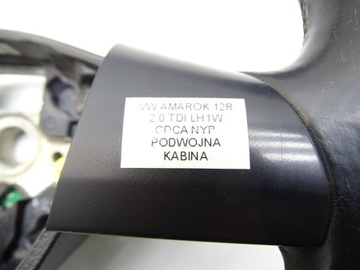 VW AMAROK 12R
2.0 TDI LH1W
CDCA NYP
PODWOJNA
KABINA